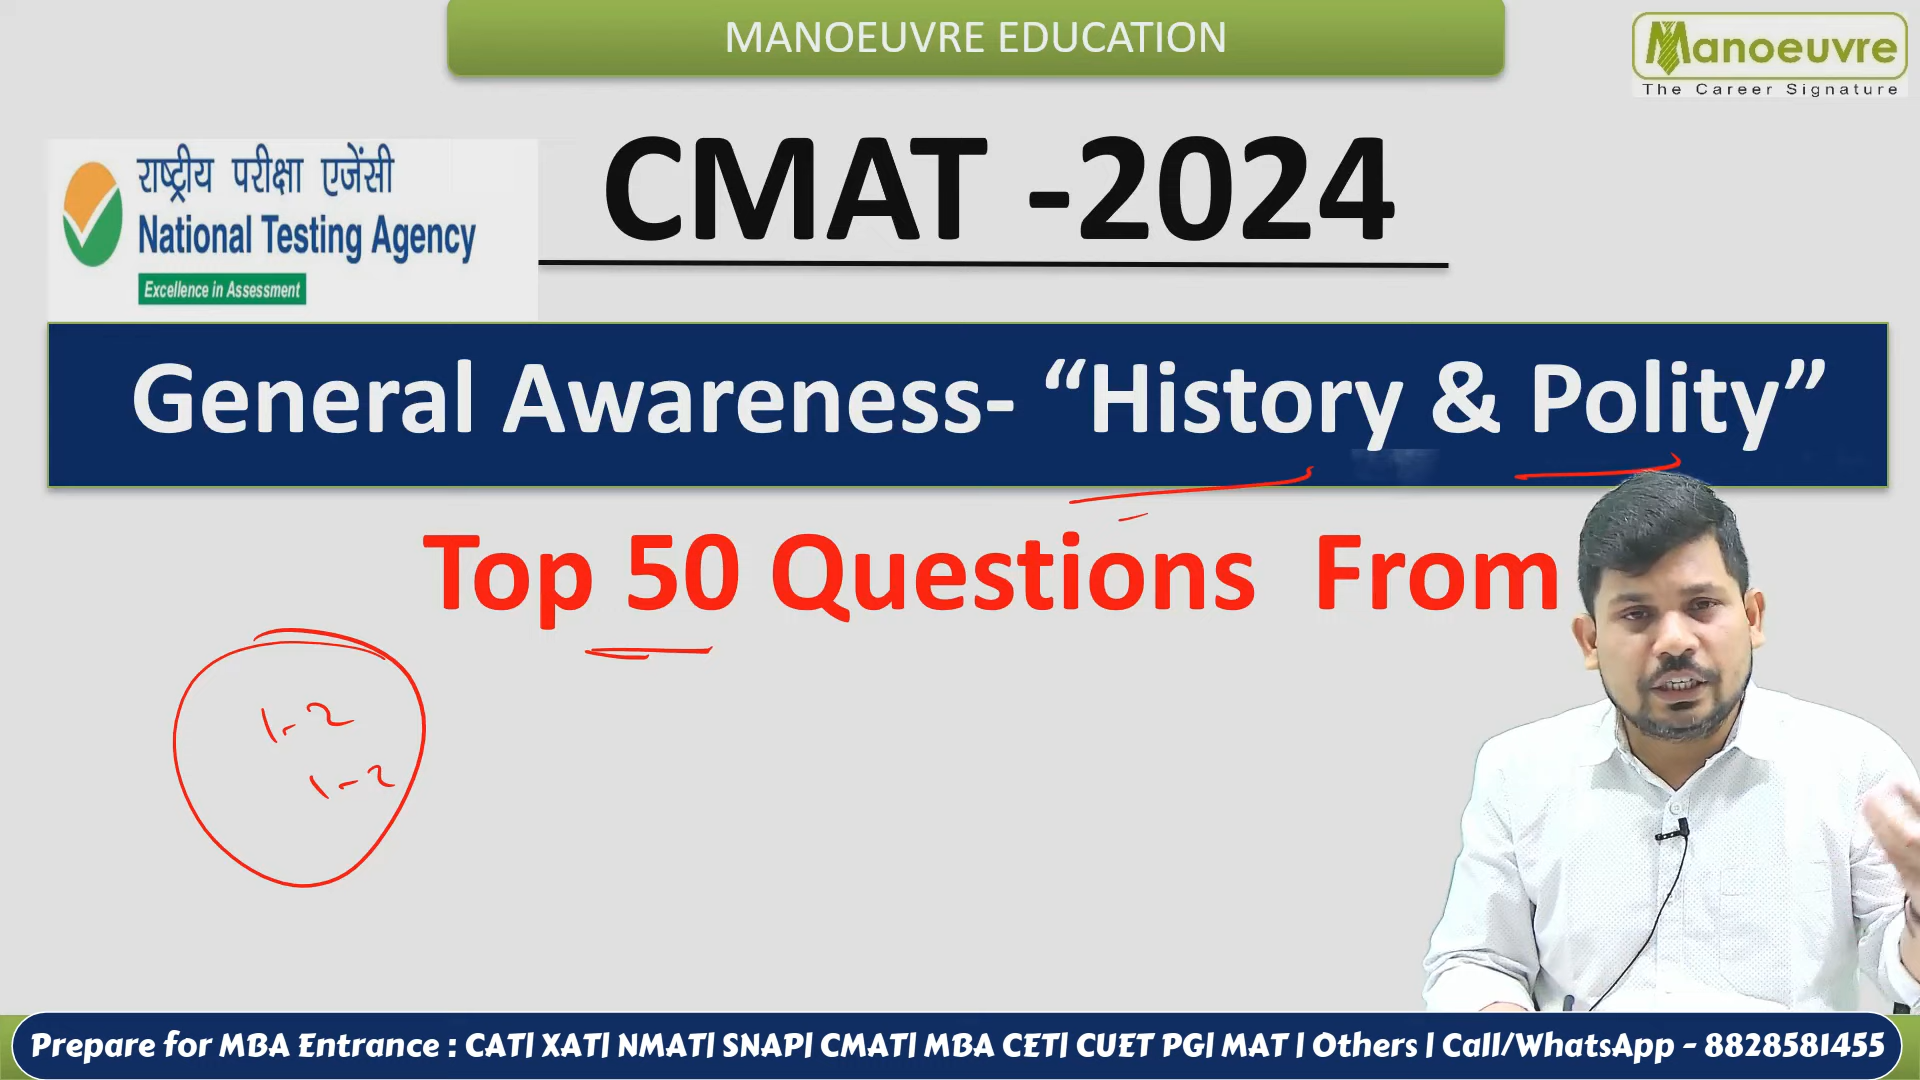 MANOEUVRE EDUCATION
Manoeuvre
The Career Signature
राष्ट्रीय परीक्षा एजेंसी
National Testing Agency
Excellence in Assessment
CMAT -2024
General Awareness- “History & Polity”
Top 50 Questions From
1-2
1-2
Prepare for MBA Entrance : CAT| XAT| NMAT| SNAP| CMAT| MBA CET| CUET PG| MAT | Others | Call/WhatsApp - 8828581455